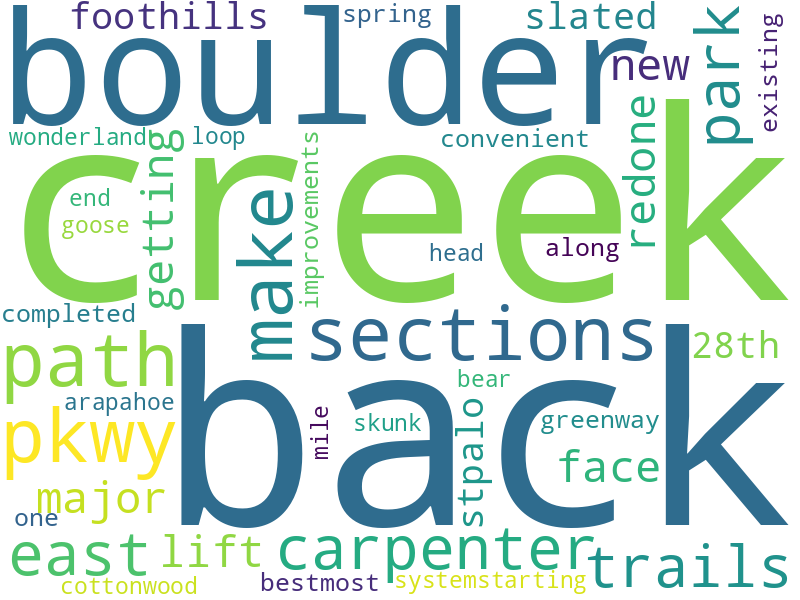 foothills
spring
slated
boulder
new
park
existing
wonderland
loop
convenient
creek
getting
redone
end
goose
make
improvements
head
along
completed
sections
path
28th
back
arapahoe
bear
pkwy
mile
skunk
stpalo
greenway
face
major
one
east
lift
carpenter
trails
cottonwood
bestmost
systemstarting